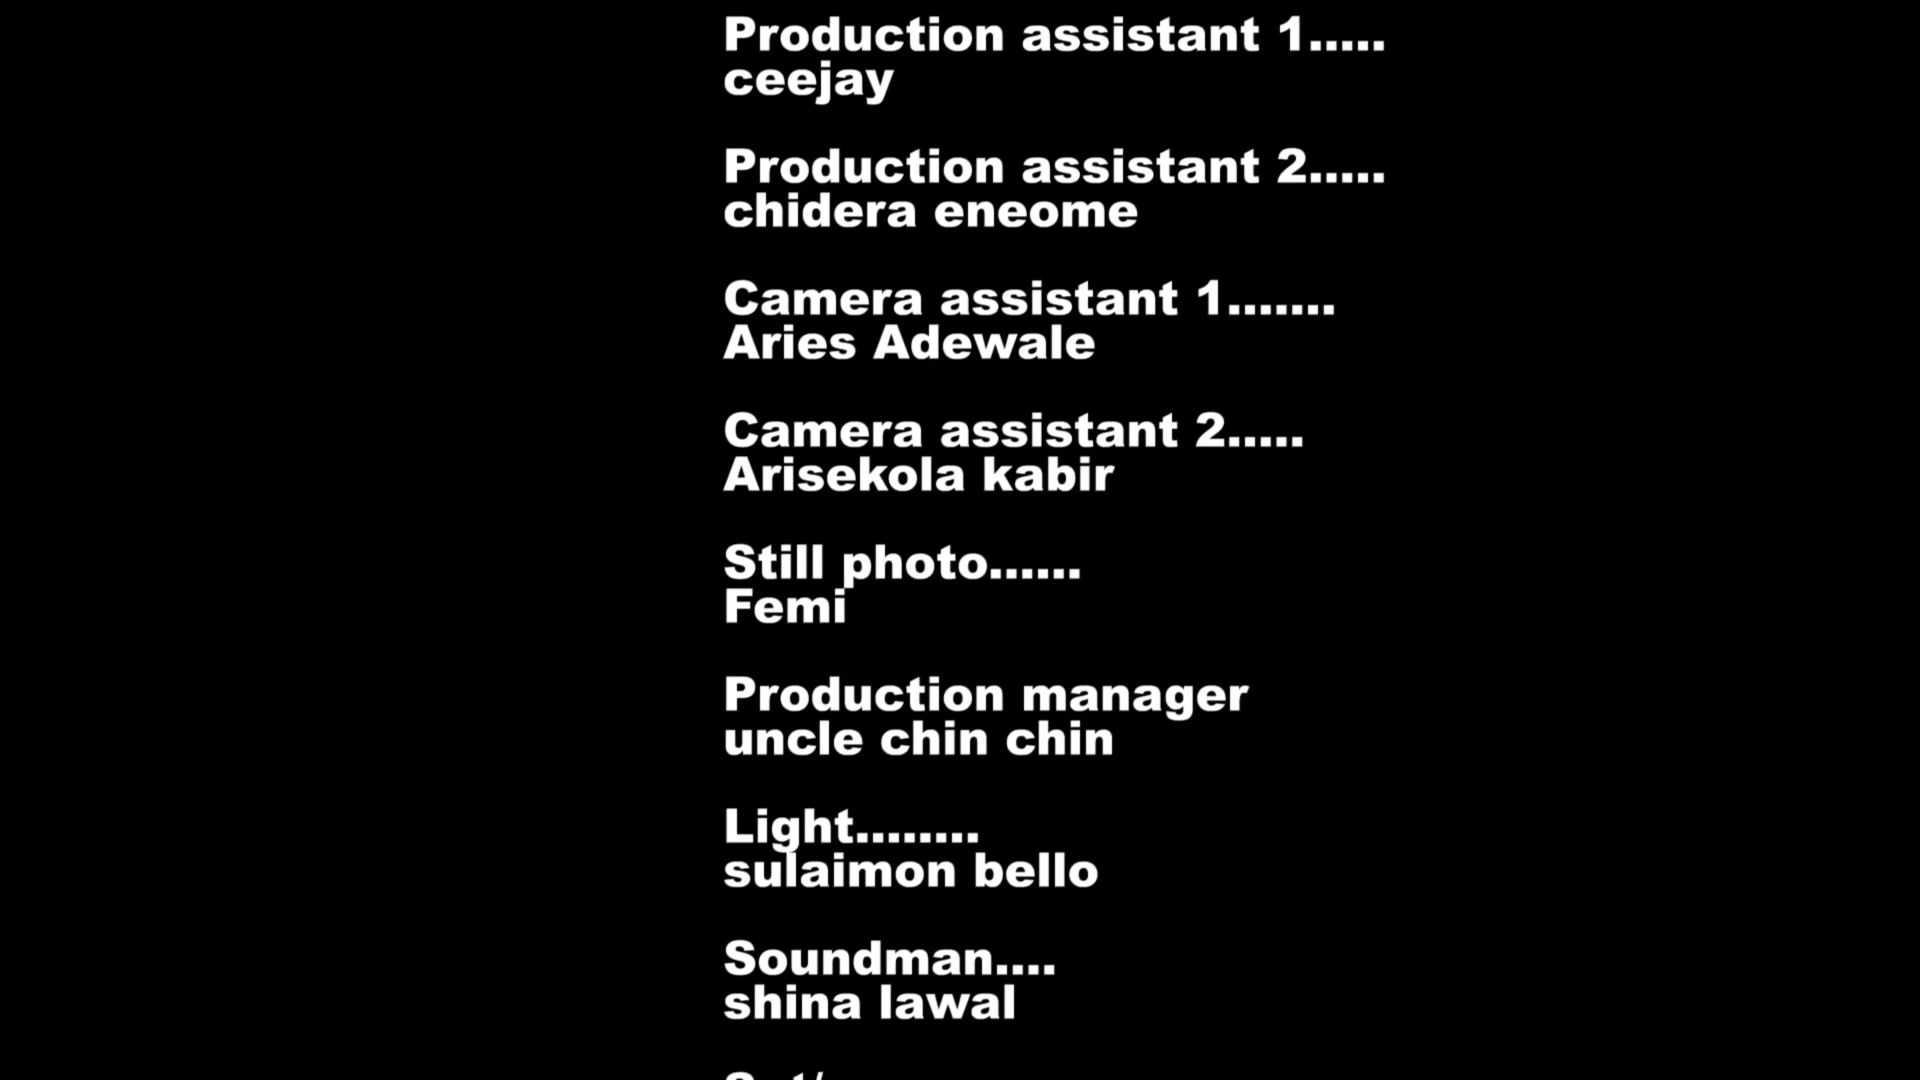 Production assistant 1.....
ceejay
Production assistant 2.....
chidera eneome
Camera assistant 1.......
Aries Adewale
Camera assistant 2.....
Arisekola kabir
Still photo......
Femi
Production manager
uncle chin chin
Light........
sulaimon bello
Soundman....
shina lawal